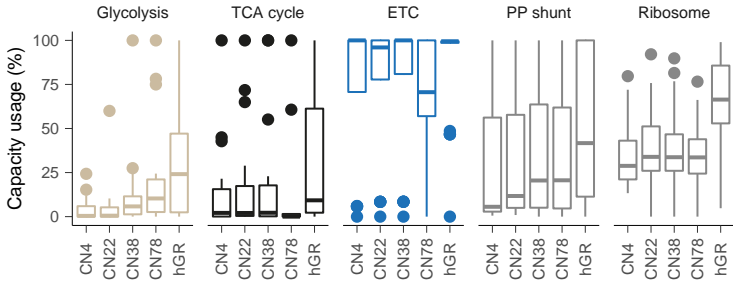 Glycolysis TCA cycle ETC PP shunt Ribosome
Capacity usage (%)
100
75
50
25
0
CN4 CN22 CN38 CN78 hGR CN4 CN22 CN38 CN78 hGR CN4 CN22 CN38 CN78 hGR CN4 CN22 CN38 CN78 hGR CN4 CN22 CN38 CN78 hGR